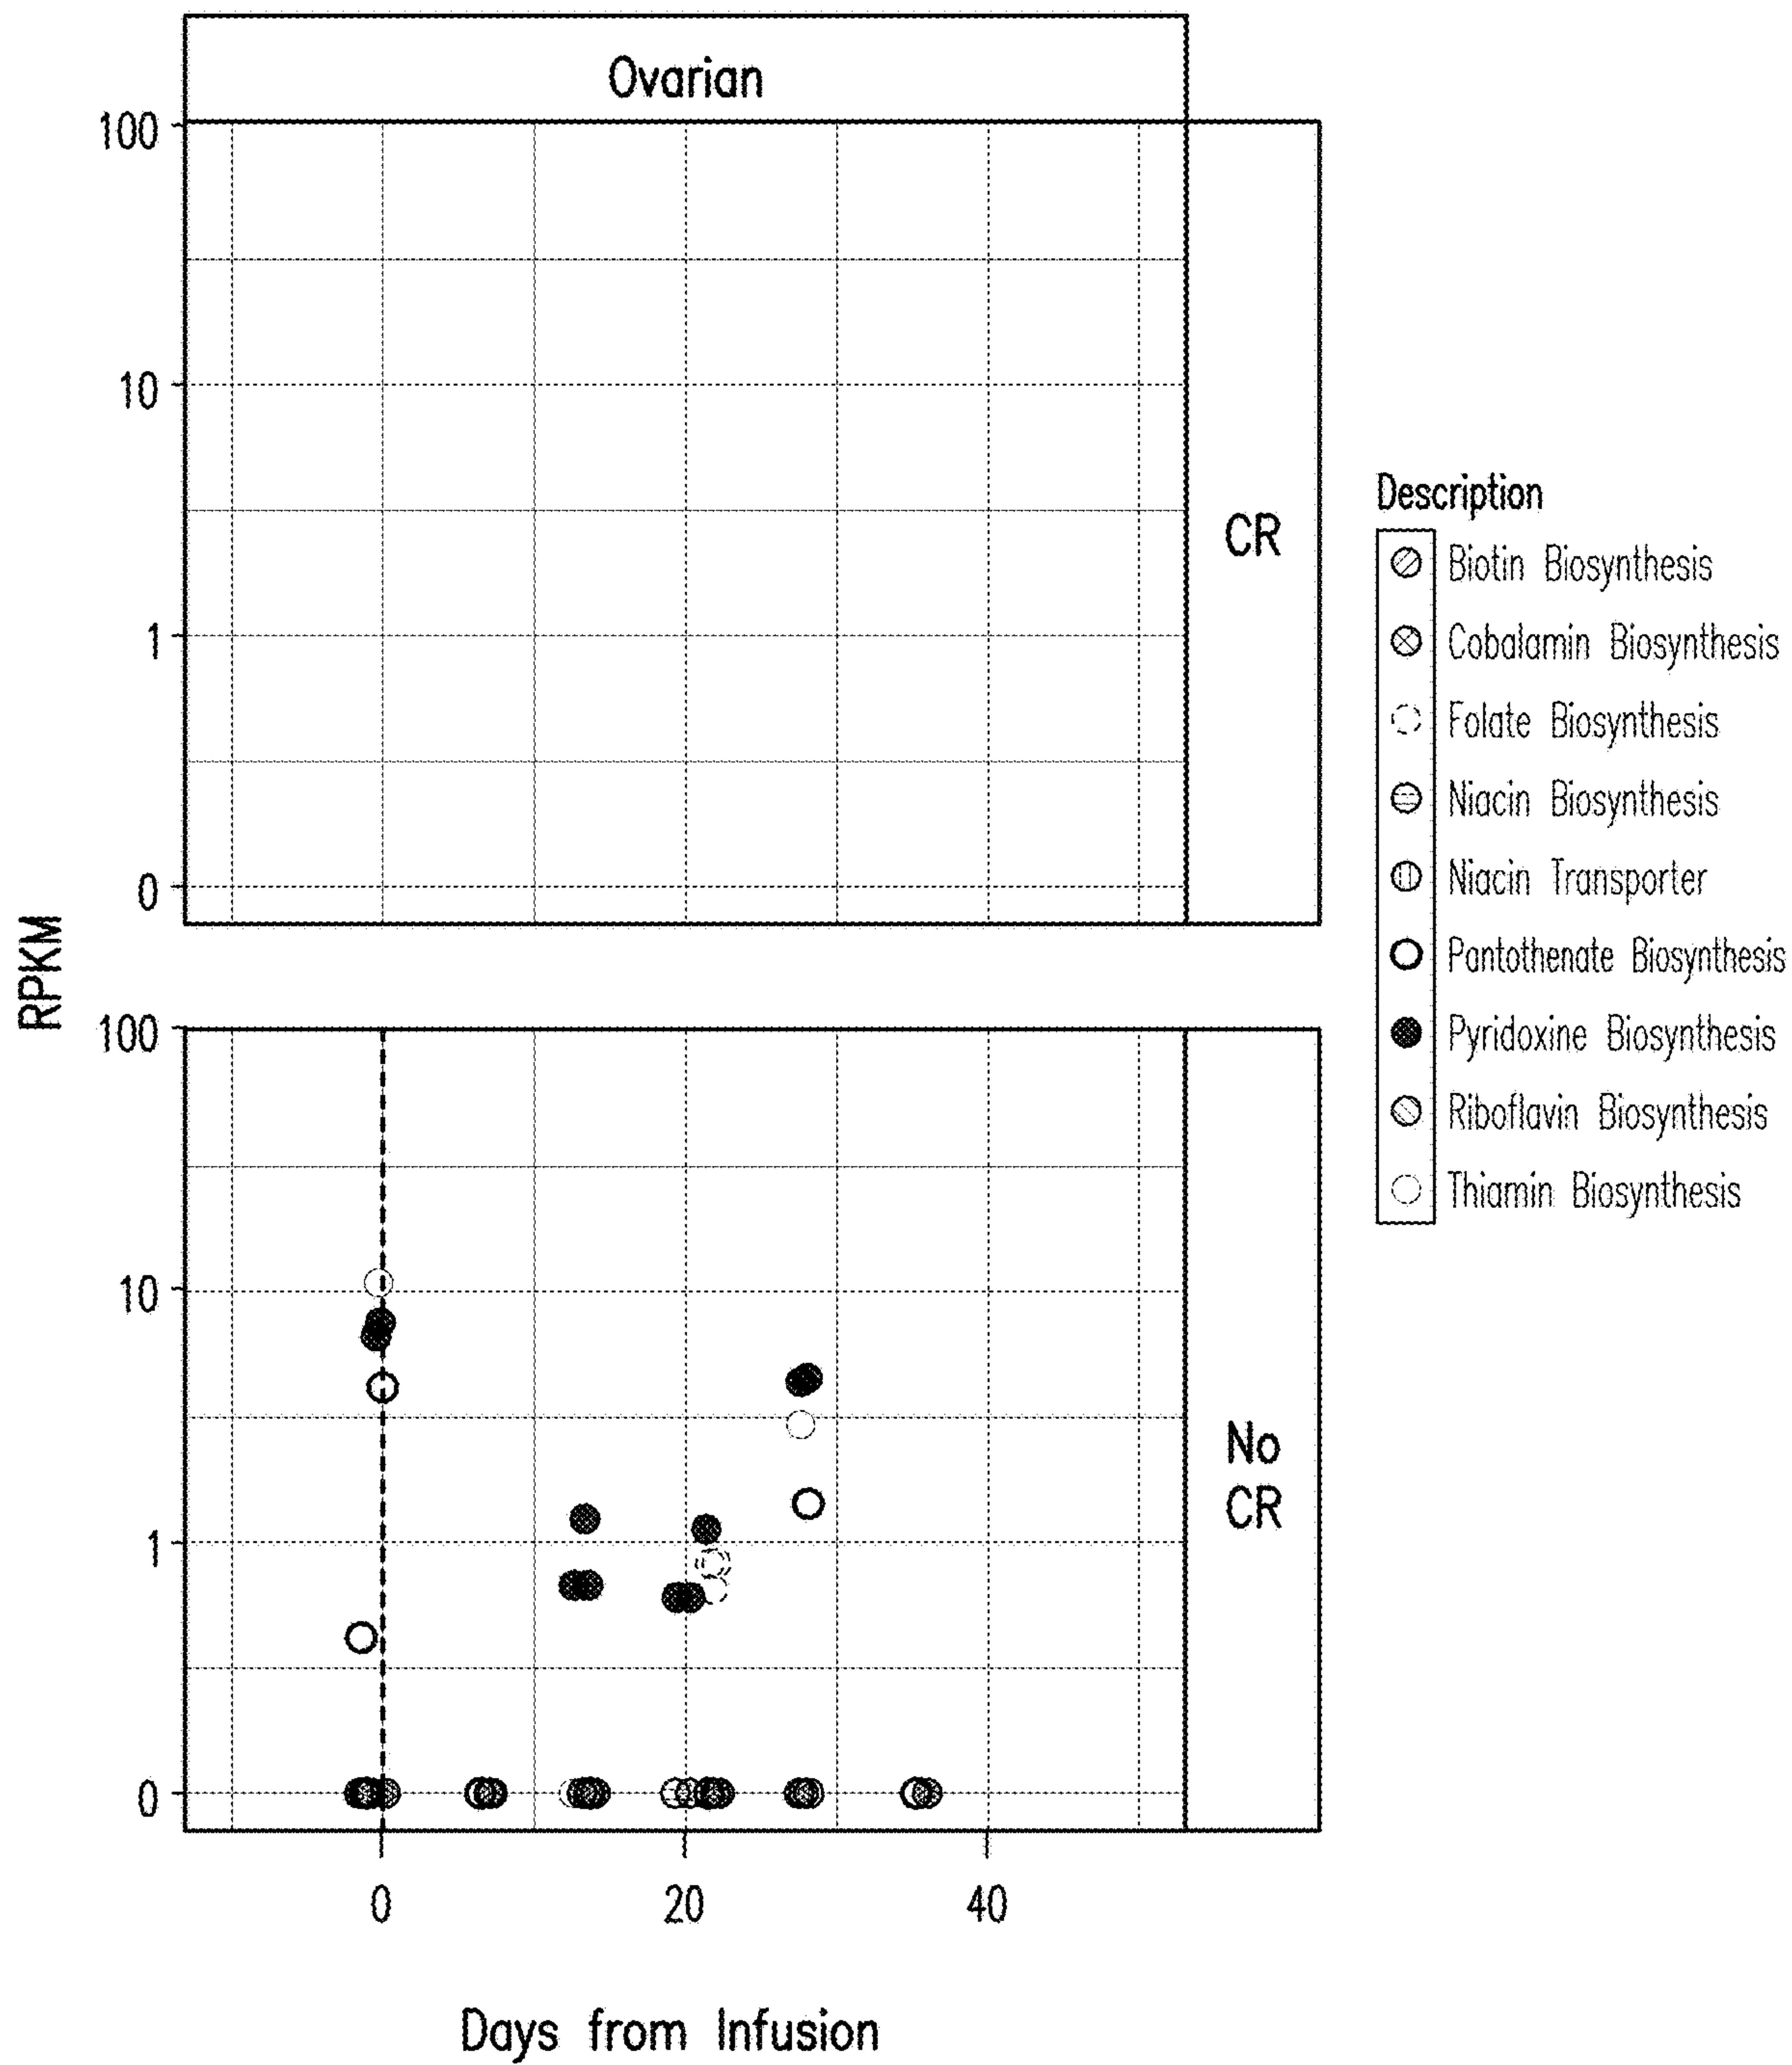 Ovarian
100
10
1
0
CR
RPKM
100
10
1
0
No
CR
0
20
40
Days from Infusion
Description
Biotin Biosynthesis
Cobalamin Biosynthesis
Folate Biosynthesis
Niacin Biosynthesis
Niacin Transporter
Pantothenate Biosynthesis
Pyridoxine Biosynthesis
Riboflavin Biosynthesis
Thiamin Biosynthesis